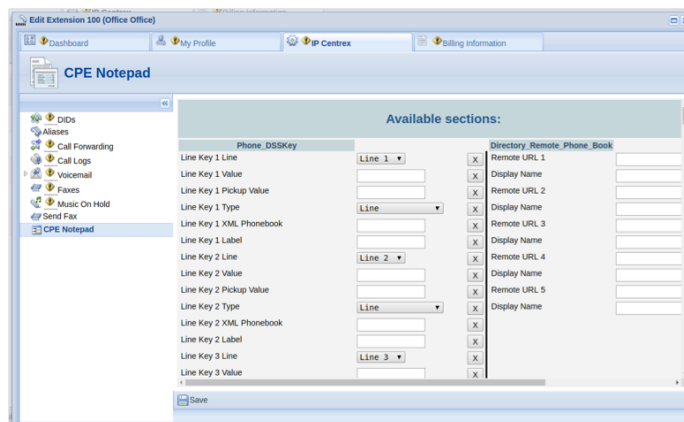 Edit Extension 100 (Office Office)
Dashboard
My Profile
IP Centrex
Billing Information
CPE Notepad
DIDs
Aliases
Call Forwarding
Call Logs
Voicemail
Faxes
Music On Hold
Send Fax
CPE Notepad
Available sections:
Phone_DSSKey
Directory_Remote_Phone_Book
Line Key 1 Line Line 1 X Remote URL 1
Line Key 1 Value X Display Name
Line Key 1 Pickup Value X Remote URL 2
Line Key 1 Type Line X Display Name
Line Key 1 XML Phonebook X Remote URL 3
Line Key 1 Label X Display Name
Line Key 2 Line Line 2 X Remote URL 4
Line Key 2 Value X Display Name
Line Key 2 Pickup Value X Remote URL 5
Line Key 2 Type Line X Display Name
Line Key 2 XML Phonebook X
Line Key 2 Label X
Line Key 3 Line Line 3 X
Line Key 3 Value X
Save